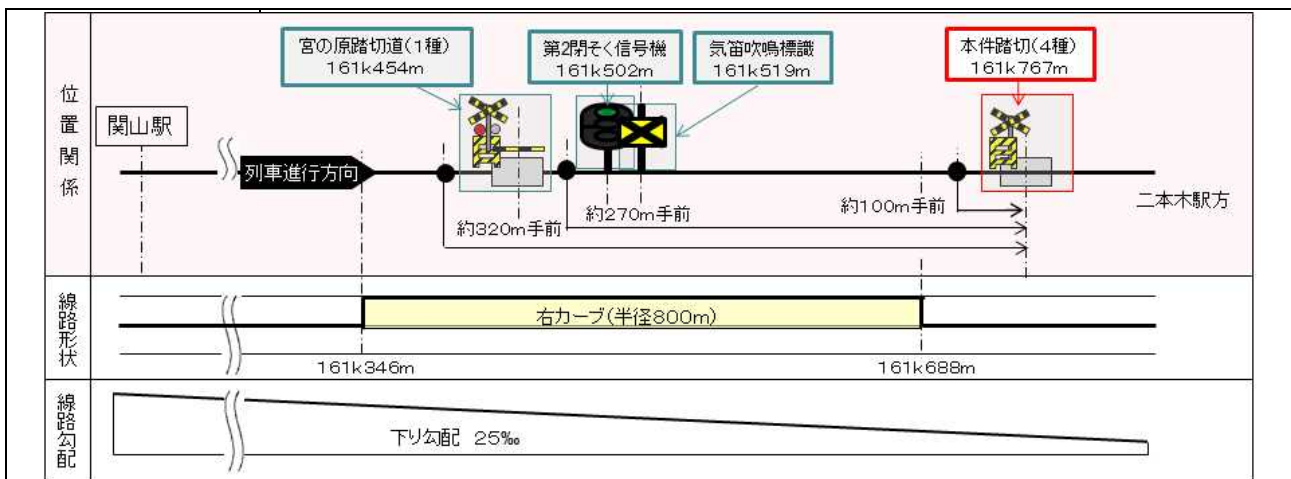 位置関係
関山駅
列車進行方向
宮の原踏切道(1種)
161k454m
第2閉そく信号機
161k502m
気笛吹鳴標識
161k519m
本件踏切(4種)
161k767m
約320m手前
約270m手前
約100m手前
二本木駅方
線路形状
右カーブ(半径800m)
161k346m
161k688m
線路勾配
下り勾配 25‰